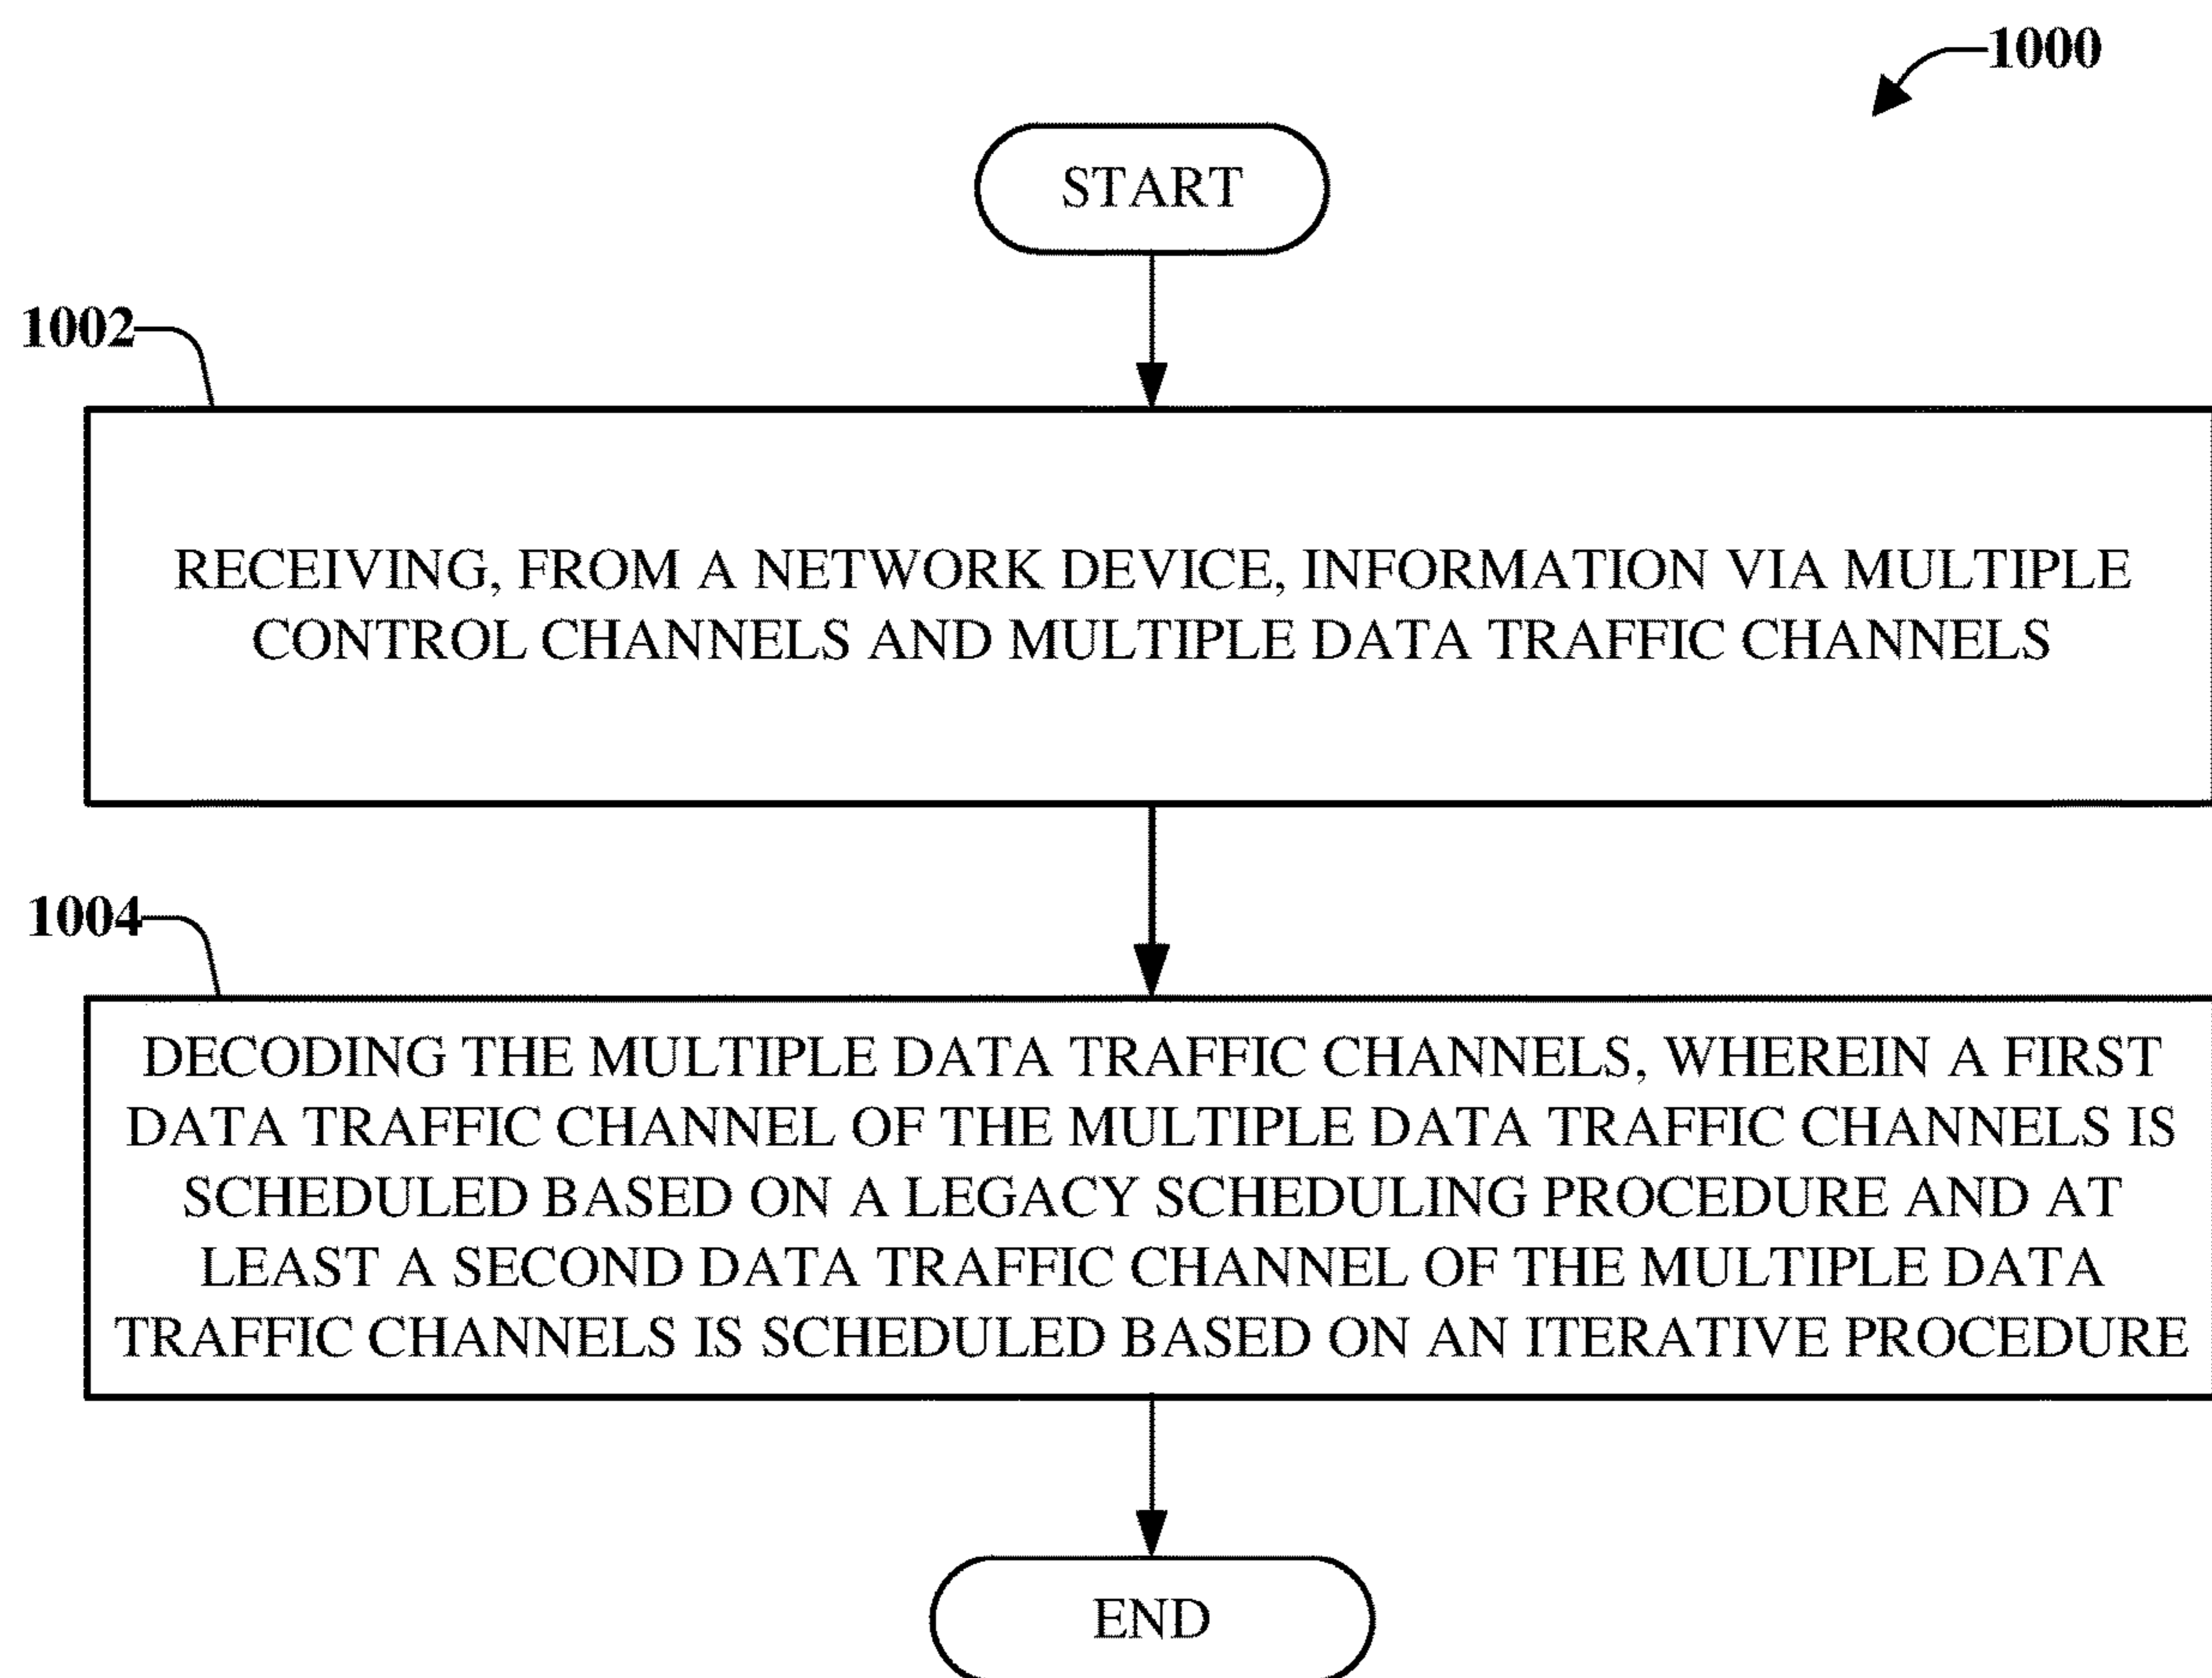 1000
START
1002
RECEIVING, FROM A NETWORK DEVICE, INFORMATION VIA MULTIPLE
CONTROL CHANNELS AND MULTIPLE DATA TRAFFIC CHANNELS
1004
DECODING THE MULTIPLE DATA TRAFFIC CHANNELS, WHEREIN A FIRST
DATA TRAFFIC CHANNEL OF THE MULTIPLE DATA TRAFFIC CHANNELS IS
SCHEDULED BASED ON A LEGACY SCHEDULING PROCEDURE AND AT
LEAST A SECOND DATA TRAFFIC CHANNEL OF THE MULTIPLE DATA
TRAFFIC CHANNELS IS SCHEDULED BASED ON AN ITERATIVE PROCEDURE
END